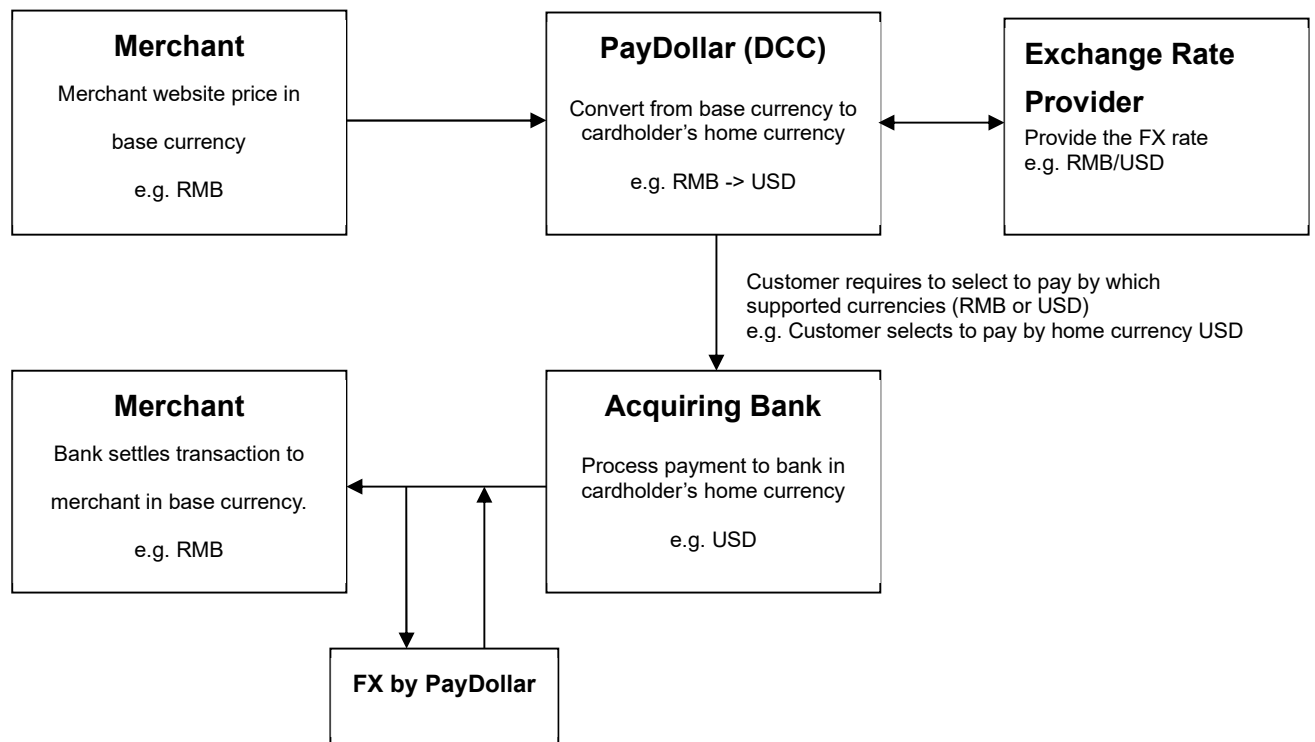 Merchant
Merchant website price in
base currency
e.g. RMB
PayDollar (DCC)
Convert from base currency to
cardholder’s home currency
e.g. RMB -> USD
Exchange Rate
Provider
Provide the FX rate
e.g. RMB/USD
Customer requires to select to pay by which
supported currencies (RMB or USD)
e.g. Customer selects to pay by home currency USD
Merchant
Bank settles transaction to
merchant in base currency.
e.g. RMB
Acquiring Bank
Process payment to bank in
cardholder’s home currency
e.g. USD
FX by PayDollar